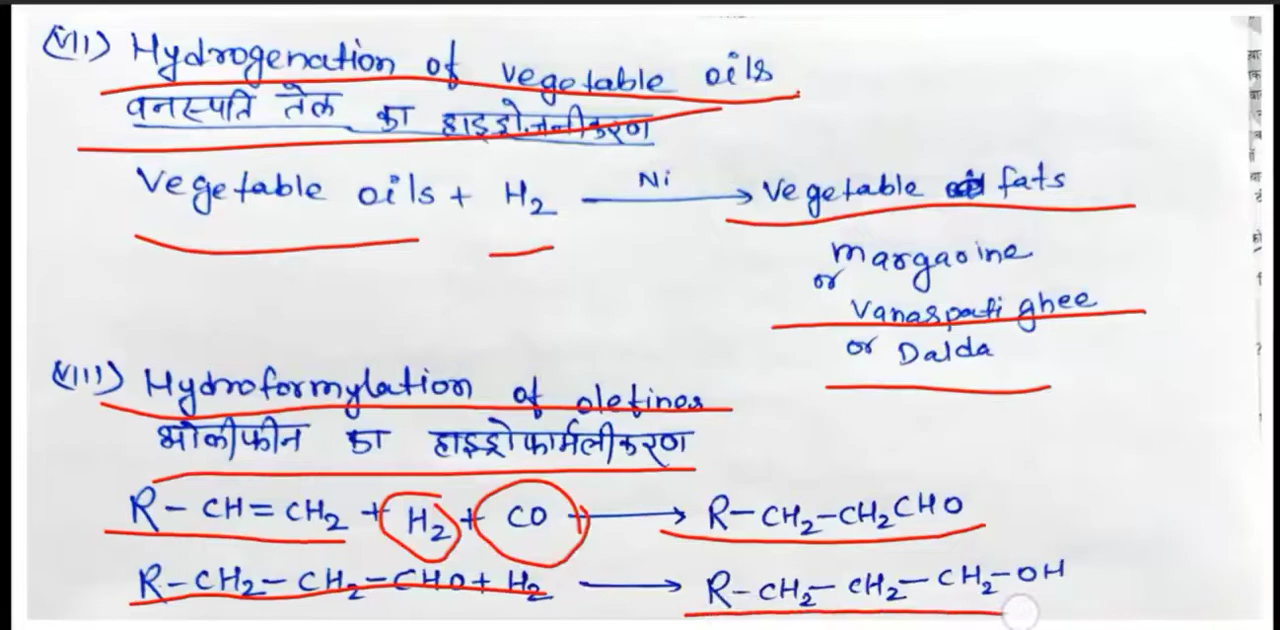 (VII) Hydrogenation of vegetable oils
वनस्पति तेल का हाइड्रोजनीकरण
Vegetable oils + H₂ —Ni→ Vegetable fats
or margarine
Vanaspati ghee
or Dalda
(VIII) Hydroformylation of olefines
ओलीफीन का हाइड्रोफार्मलीकरण
R-CH=CH₂ + H₂ + CO → R-CH₂-CH₂CHO
R-CH₂-CH₂-CHO + H₂ → R-CH₂-CH₂-CH₂-OH